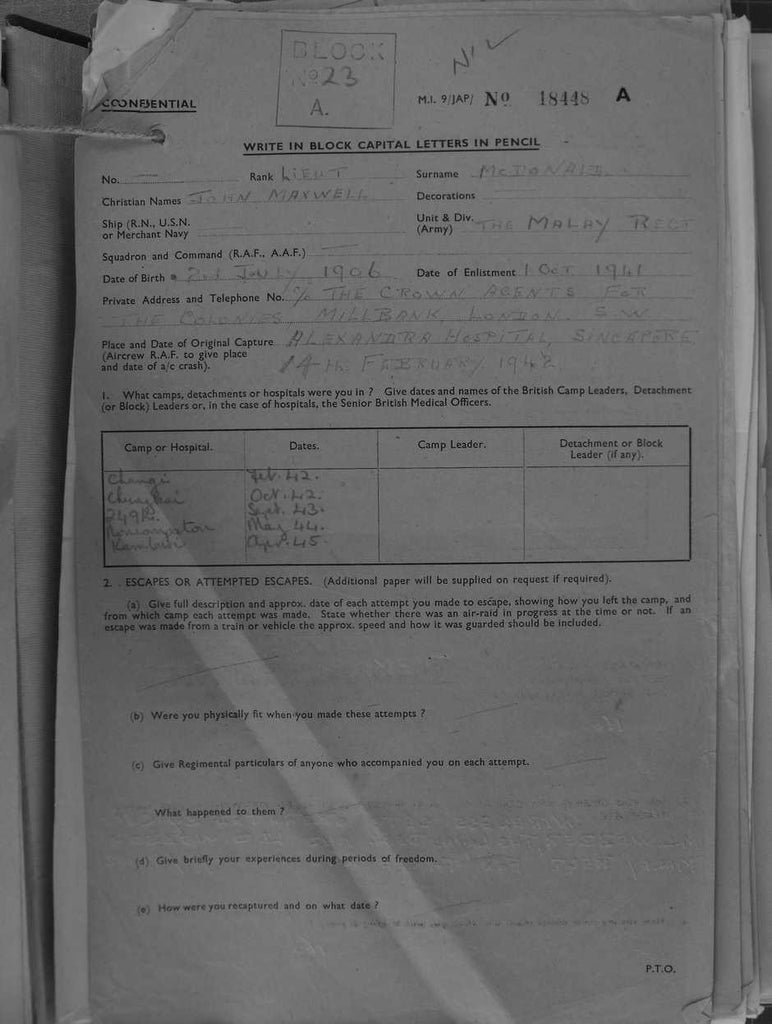 BLOCK
No 23
A.
NIL
CONFIDENTIAL
M.I. 9/JAP/ No 18448 A
WRITE IN BLOCK CAPITAL LETTERS IN PENCIL
No. Rank LIEUT Surname McDONALD
Christian Names JOHN MAXWELL Decorations
Ship (R.N., U.S.N. or Merchant Navy Unit & Div. (Army) THE MALAY REGT
Squadron and Command (R.A.F., A.A.F.)
Date of Birth 2nd JULY 1906 Date of Enlistment 1 OCT 1941
Private Address and Telephone No. C/o THE CROWN AGENTS FOR
THE COLONIES, MILLBANK, LONDON. S.W.
Place and Date of Original Capture ALEXANDRA HOSPITAL, SINGAPORE,
(Aircrew R.A.F. to give place
and date of a/c crash). 14th FEBRUARY 1942
1. What camps, detachments or hospitals were you in ? Give dates and names of the British Camp Leaders, Detachment
(or Block) Leaders or, in the case of hospitals, the Senior British Medical Officers.
Camp or Hospital. Dates. Camp Leader. Detachment or Block
Leader (if any).
Changi Feb. 42.
Chungkai Oct. 42.
249K. Sept. 43.
May 44.
Kamburi Apr. 45.
2. ESCAPES OR ATTEMPTED ESCAPES. (Additional paper will be supplied on request if required).
(a) Give full description and approx. date of each attempt you made to escape, showing how you left the camp, and
from which camp each attempt was made. State whether there was an air-raid in progress at the time or not. If an
escape was made from a train or vehicle the approx. speed and how it was guarded should be included.
(b) Were you physically fit when you made these attempts ?
(c) Give Regimental particulars of anyone who accompanied you on each attempt.
What happened to them ?
(d) Give briefly your experiences during periods of freedom.
(e) How were you recaptured and on what date ?
P.T.O.